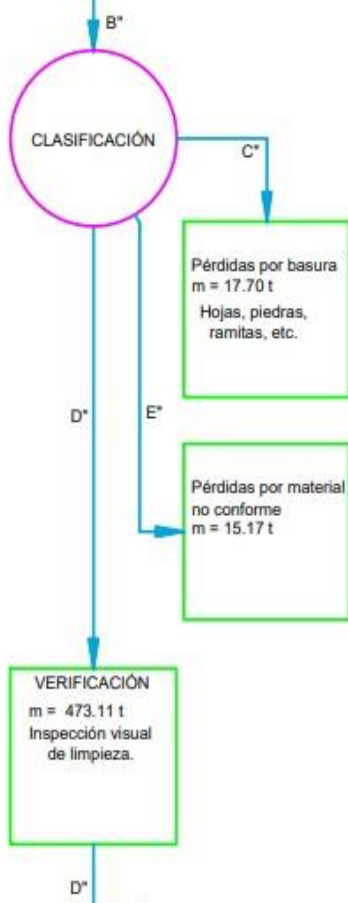 B*
CLASIFICACIÓN
C*
Pérdidas por basura
m = 17.70 t
Hojas, piedras,
ramitas, etc.
D*
E*
Pérdidas por material
no conforme
m = 15.17 t
VERIFICACIÓN
m = 473.11 t
Inspección visual
de limpieza.
D*